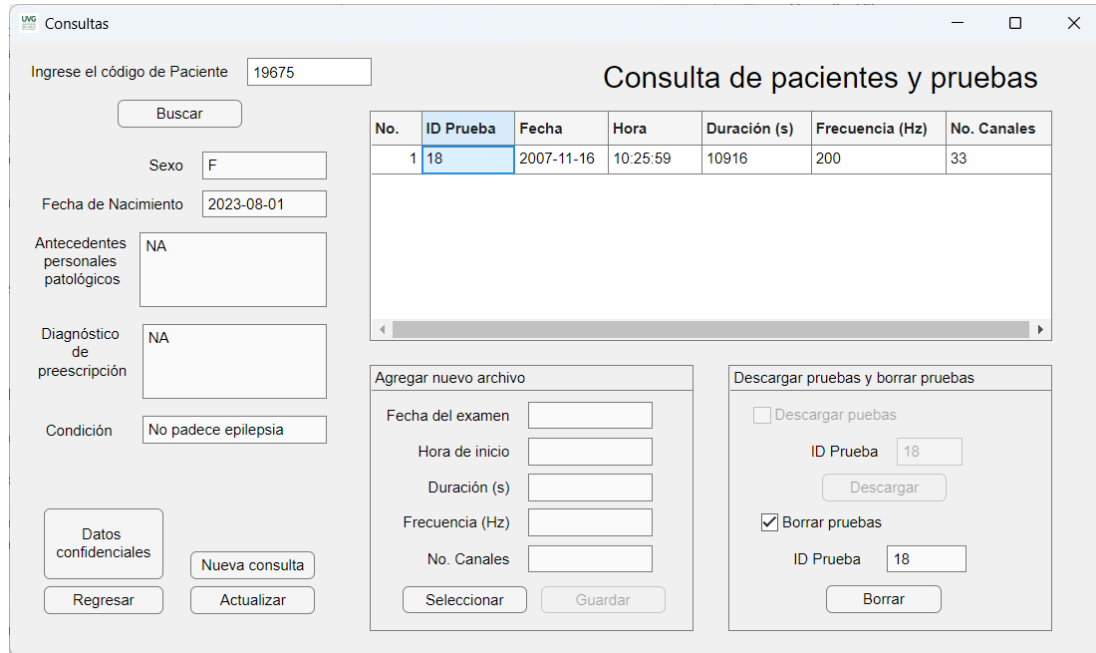 UVG Consultas
Ingrese el código de Paciente 19675
Buscar
Sexo F
Fecha de Nacimiento 2023-08-01
Antecedentes
personales
patológicos
NA
Diagnóstico
de
preescripción
NA
Condición No padece epilepsia
Datos
confidenciales
Nueva consulta
Regresar Actualizar
Consulta de pacientes y pruebas
No. ID Prueba Fecha Hora Duración (s) Frecuencia (Hz) No. Canales
1 18 2007-11-16 10:25:59 10916 200 33
Agregar nuevo archivo
Fecha del examen
Hora de inicio
Duración (s)
Frecuencia (Hz)
No. Canales
Seleccionar Guardar
Descargar pruebas y borrar pruebas
Descargar puebas
ID Prueba 18
Descargar
Borrar pruebas
ID Prueba 18
Borrar